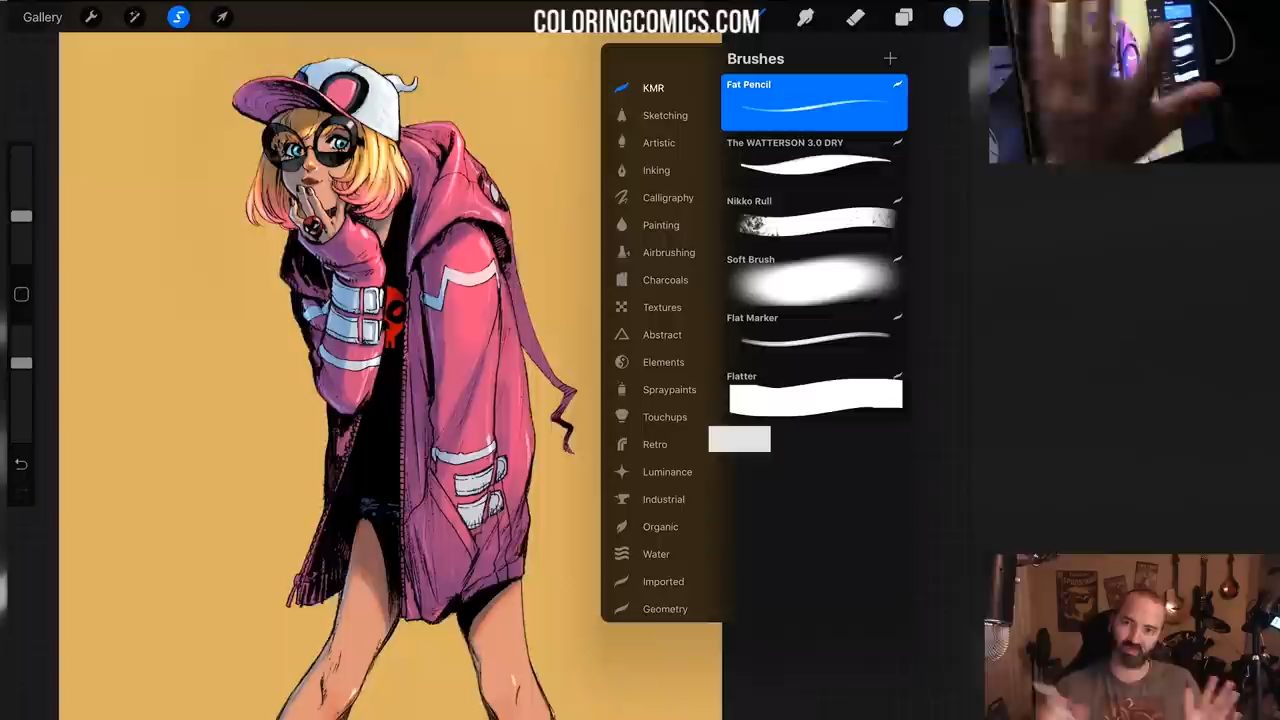 Gallery
COLORINGCOMICS.COM
Brushes
KMR
Sketching
Artistic
Inking
Calligraphy
Painting
Airbrushing
Charcoals
Textures
Abstract
Elements
Spraypaints
Touchups
Retro
Luminance
Industrial
Organic
Water
Imported
Geometry
Fat Pencil
The WATTERSON 3.0 DRY
Nikko Rull
Soft Brush
Flat Marker
Flatter